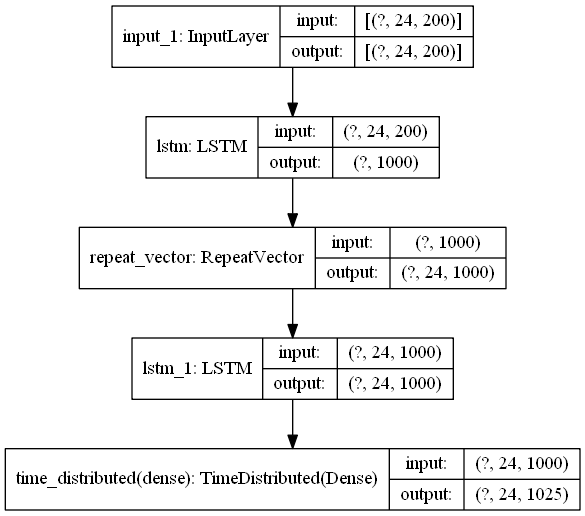 input_1: InputLayer
input: [(?, 24, 200)]
output: [(?, 24, 200)]
lstm: LSTM
input: (?, 24, 200)
output: (?, 1000)
repeat_vector: RepeatVector
input: (?, 1000)
output: (?, 24, 1000)
lstm_1: LSTM
input: (?, 24, 1000)
output: (?, 24, 1000)
time_distributed(dense): TimeDistributed(Dense)
input: (?, 24, 1000)
output: (?, 24, 1025)